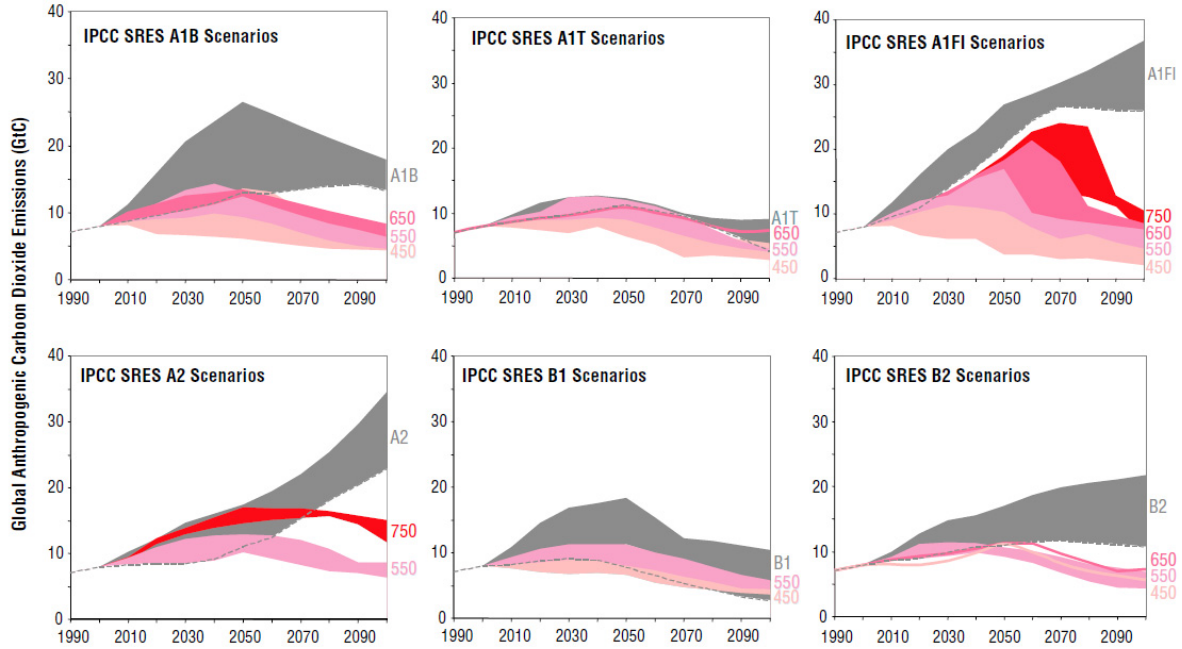 Global Anthropogenic Carboon Dioxide Emissions (GtC)
IPCC SRES A1B Scenarios
40
30
20
10
0
A1B
650
550
450
1990 2010 2030 2050 2070 2090
IPCC SRES A1T Scenarios
40
30
20
10
0
A1T
650
550
450
1990 2010 2030 2050 2070 2090
IPCC SRES A1FI Scenarios
40
30
20
10
0
A1FI
750
650
550
450
1990 2010 2030 2050 2070 2090
IPCC SRES A2 Scenarios
40
30
20
10
0
A2
750
550
1990 2010 2030 2050 2070 2090
IPCC SRES B1 Scenarios
40
30
20
10
0
B1
550
450
1990 2010 2030 2050 2070 2090
IPCC SRES B2 Scenarios
40
30
20
10
0
B2
650
550
450
1990 2010 2030 2050 2070 2090